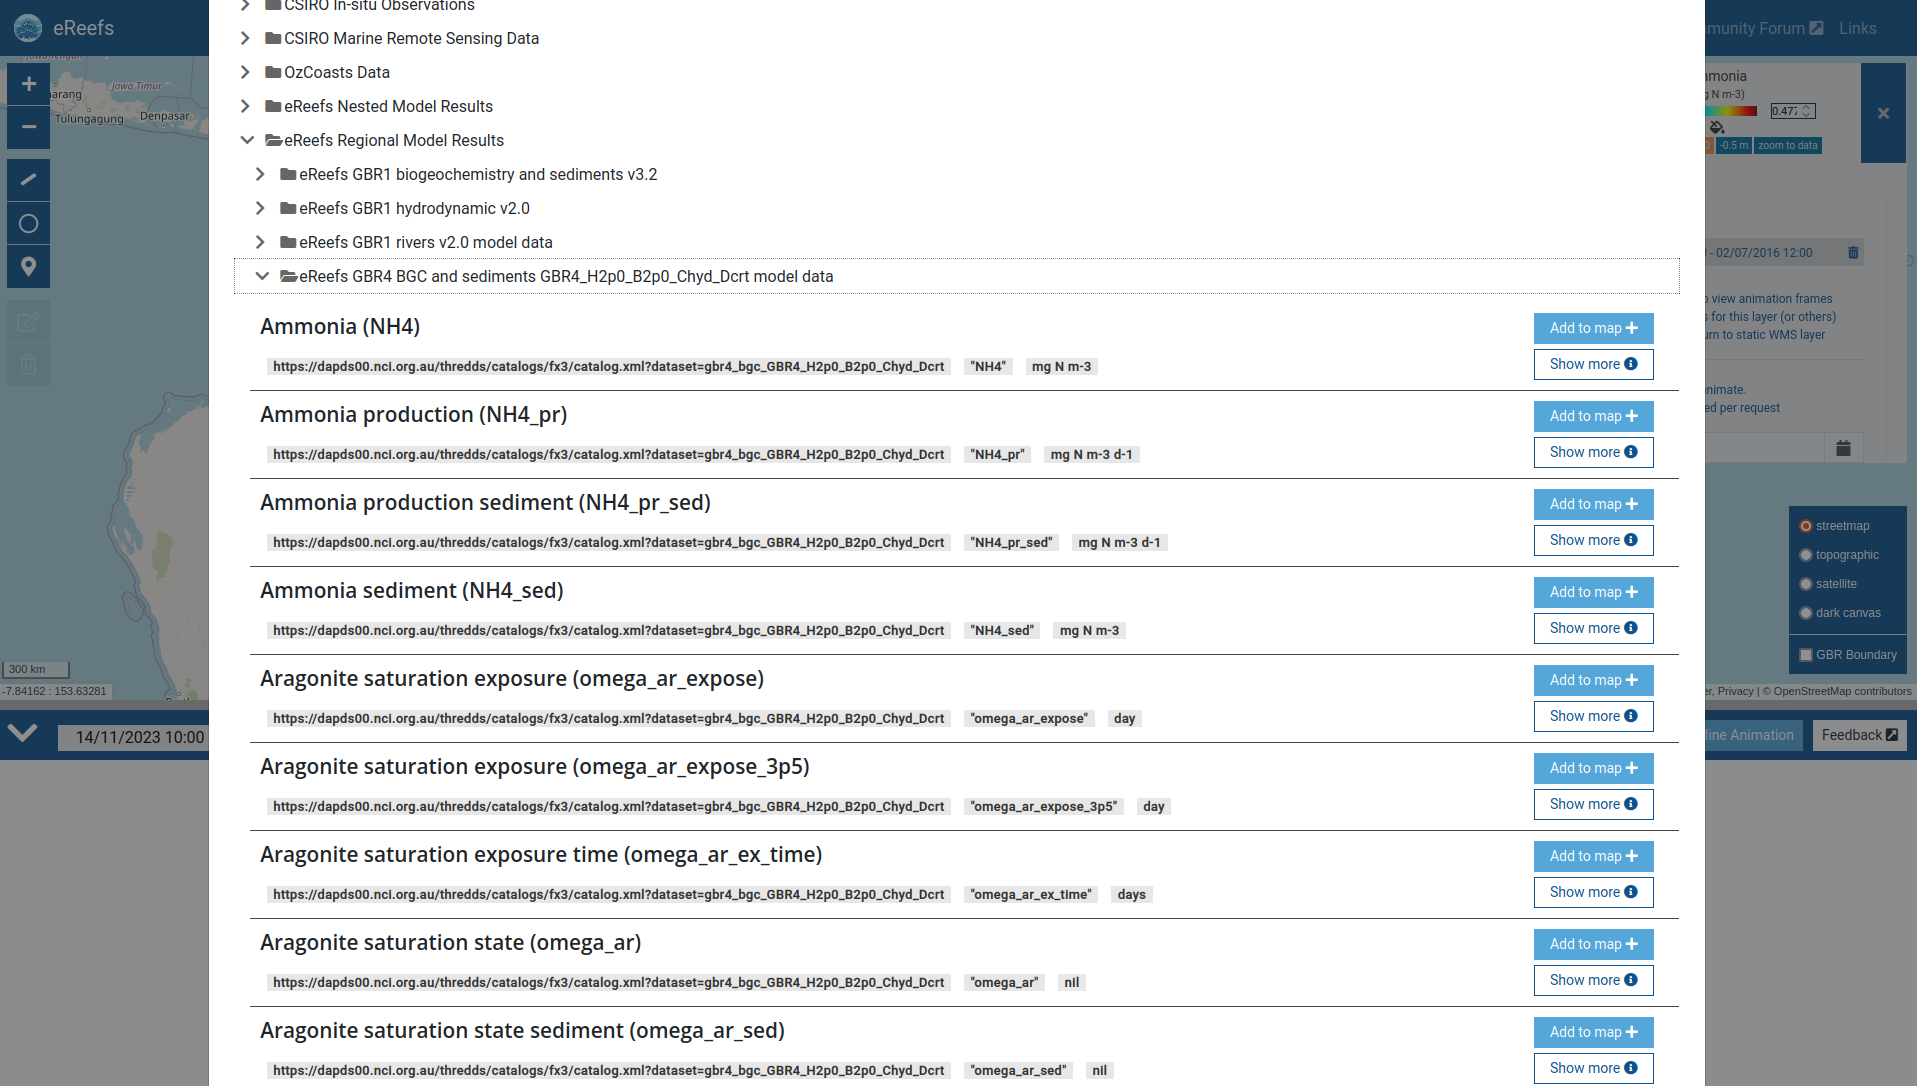 CSIRO In-situ Observations
CSIRO Marine Remote Sensing Data
OzCoasts Data
eReefs Nested Model Results
eReefs Regional Model Results
eReefs GBR1 biogeochemistry and sediments v3.2
eReefs GBR1 hydrodynamic v2.0
eReefs GBR1 rivers v2.0 model data
eReefs GBR4 BGC and sediments GBR4_H2p0_B2p0_Chyd_Dcrt model data
Ammonia (NH4)
Add to map
https://dapds00.nci.org.au/thredds/catalogs/fx3/catalog.xml?dataset=gbr4_bgc_GBR4_H2p0_B2p0_Chyd_Dcrt "NH4" mg N m-3
Show more
Ammonia production (NH4_pr)
Add to map
https://dapds00.nci.org.au/thredds/catalogs/fx3/catalog.xml?dataset=gbr4_bgc_GBR4_H2p0_B2p0_Chyd_Dcrt "NH4_pr" mg N m-3 d-1
Show more
Ammonia production sediment (NH4_pr_sed)
Add to map
https://dapds00.nci.org.au/thredds/catalogs/fx3/catalog.xml?dataset=gbr4_bgc_GBR4_H2p0_B2p0_Chyd_Dcrt "NH4_pr_sed" mg N m-3 d-1
Show more
Ammonia sediment (NH4_sed)
Add to map
https://dapds00.nci.org.au/thredds/catalogs/fx3/catalog.xml?dataset=gbr4_bgc_GBR4_H2p0_B2p0_Chyd_Dcrt "NH4_sed" mg N m-3
Show more
Aragonite saturation exposure (omega_ar_expose)
Add to map
https://dapds00.nci.org.au/thredds/catalogs/fx3/catalog.xml?dataset=gbr4_bgc_GBR4_H2p0_B2p0_Chyd_Dcrt "omega_ar_expose" day
Show more
Aragonite saturation exposure (omega_ar_expose_3p5)
Add to map
https://dapds00.nci.org.au/thredds/catalogs/fx3/catalog.xml?dataset=gbr4_bgc_GBR4_H2p0_B2p0_Chyd_Dcrt "omega_ar_expose_3p5" day
Show more
Aragonite saturation exposure time (omega_ar_ex_time)
Add to map
https://dapds00.nci.org.au/thredds/catalogs/fx3/catalog.xml?dataset=gbr4_bgc_GBR4_H2p0_B2p0_Chyd_Dcrt "omega_ar_ex_time" days
Show more
Aragonite saturation state (omega_ar)
Add to map
https://dapds00.nci.org.au/thredds/catalogs/fx3/catalog.xml?dataset=gbr4_bgc_GBR4_H2p0_B2p0_Chyd_Dcrt "omega_ar" nil
Show more
Aragonite saturation state sediment (omega_ar_sed)
Add to map
https://dapds00.nci.org.au/thredds/catalogs/fx3/catalog.xml?dataset=gbr4_bgc_GBR4_H2p0_B2p0_Chyd_Dcrt "omega_ar_sed" nil
Show more
eReefs
Jawa Timur
arang
Tulungagung
Denpasar
300 km
-7.84162 : 153.63281
14/11/2023 10:00
munity Forum
Links
mmonia
g N m-3)
0.477
-0.5 m
zoom to data
- 02/07/2016 12:00
o view animation frames
s for this layer (or others)
urn to static WMS layer
nimate.
ed per request
streetmap
topographic
satellite
dark canvas
GBR Boundary
er, Privacy | © OpenStreetMap contributors
line Animation
Feedback